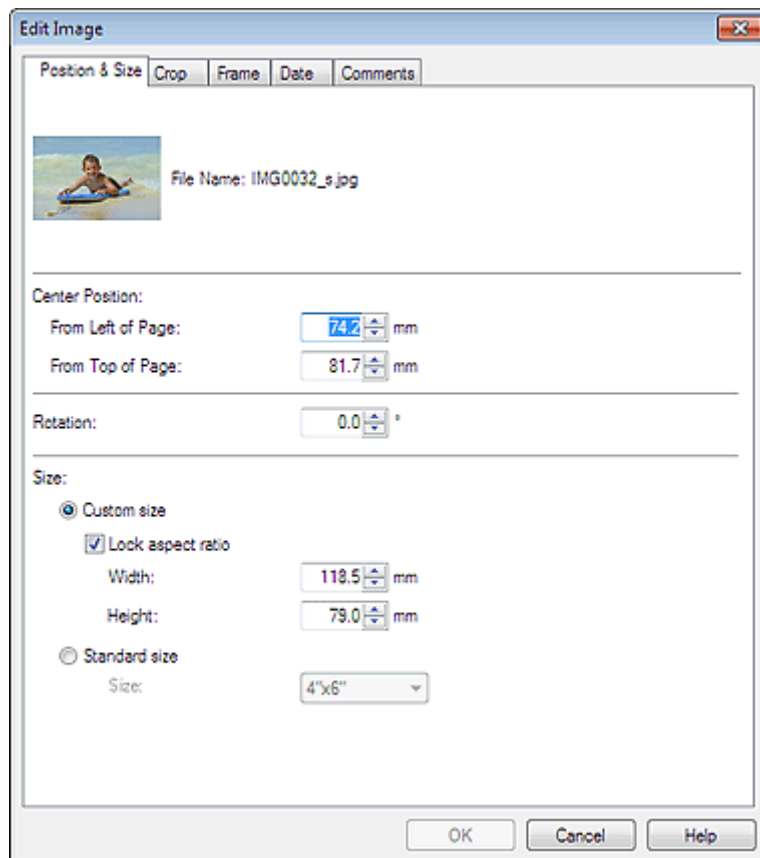 Edit Image
Position & Size Crop Frame Date Comments
File Name: IMG0032_s.jpg
Center Position:
From Left of Page: 74.2 mm
From Top of Page: 81.7 mm
Rotation: 0.0 °
Size:
Custom size
Lock aspect ratio
Width: 118.5 mm
Height: 79.0 mm
Standard size
Size: 4"x6"
OK Cancel Help